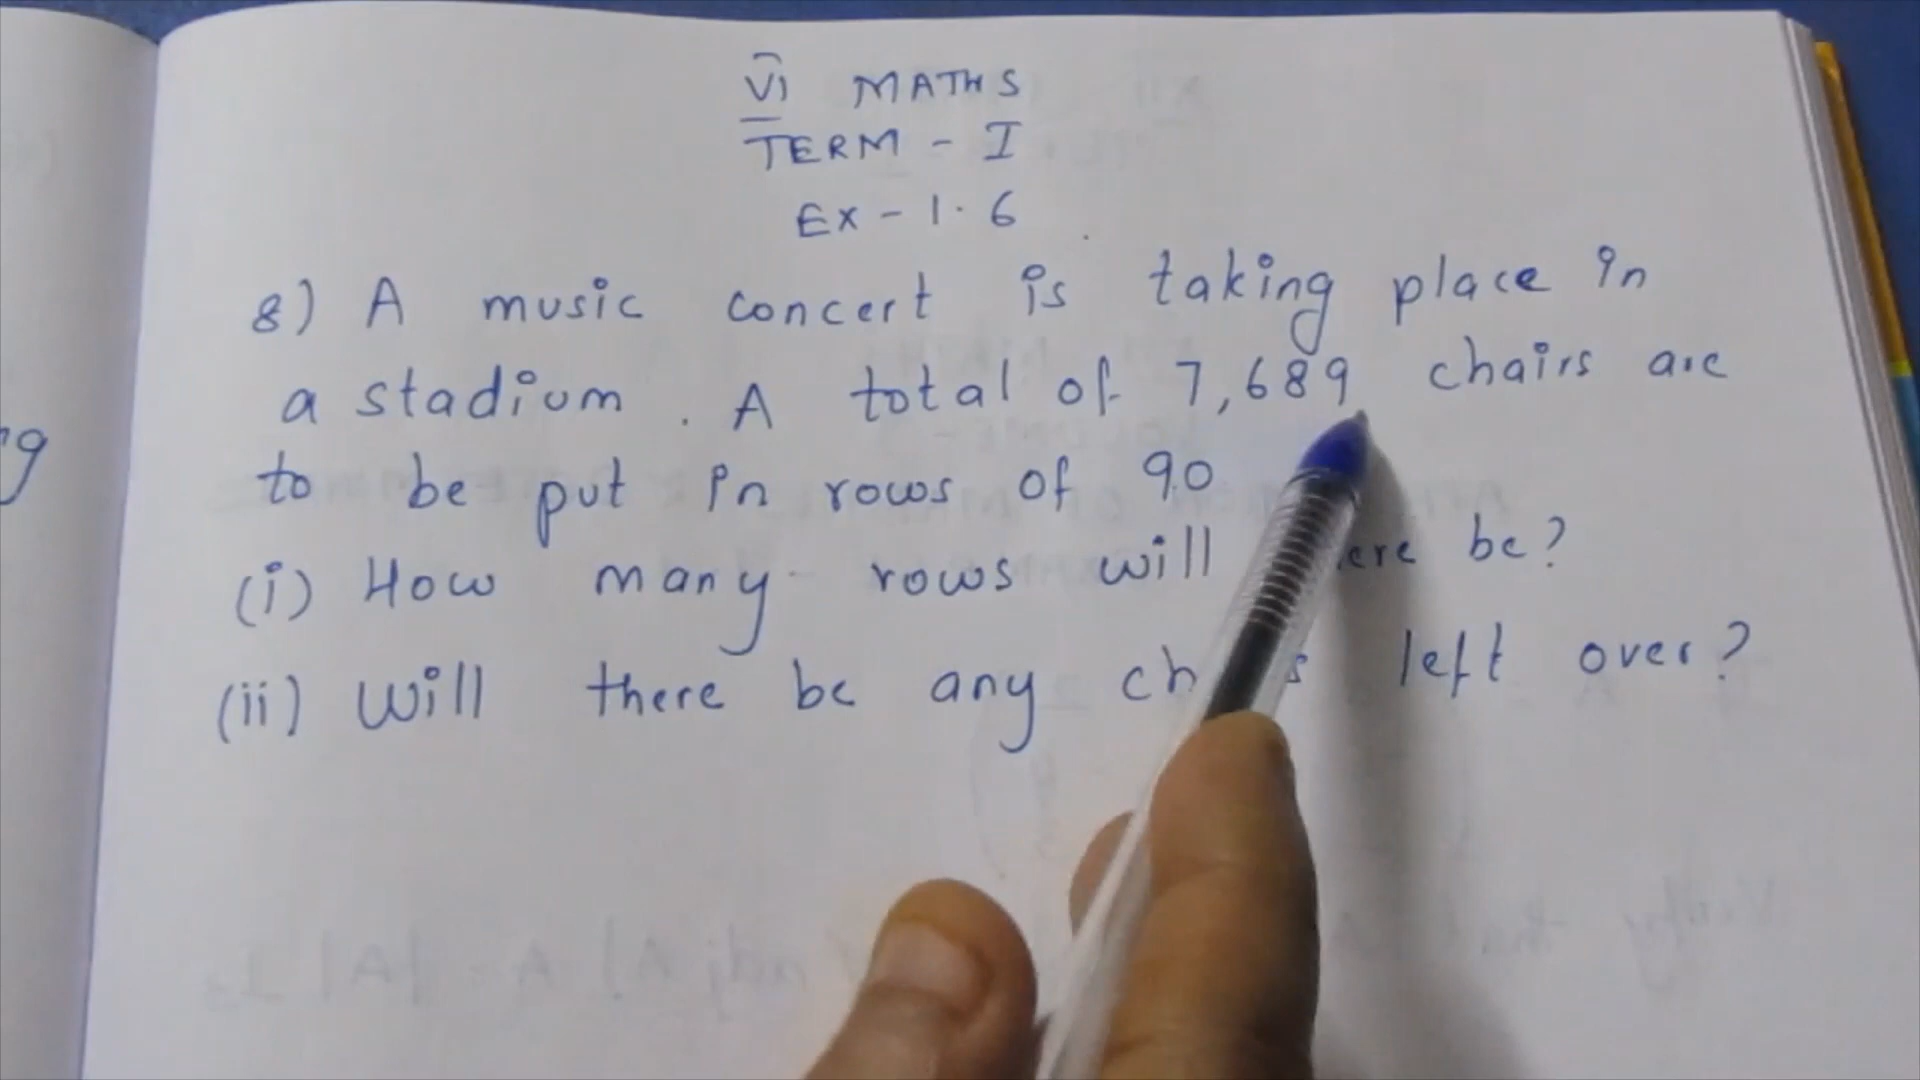 VI MATHS
TERM - I
EX - 1.6
8) A music concert is taking place in
a stadium. A total of 7,689 chairs are
to be put in rows of 90
(i) How many rows will be?
(ii) Will there be any left over?